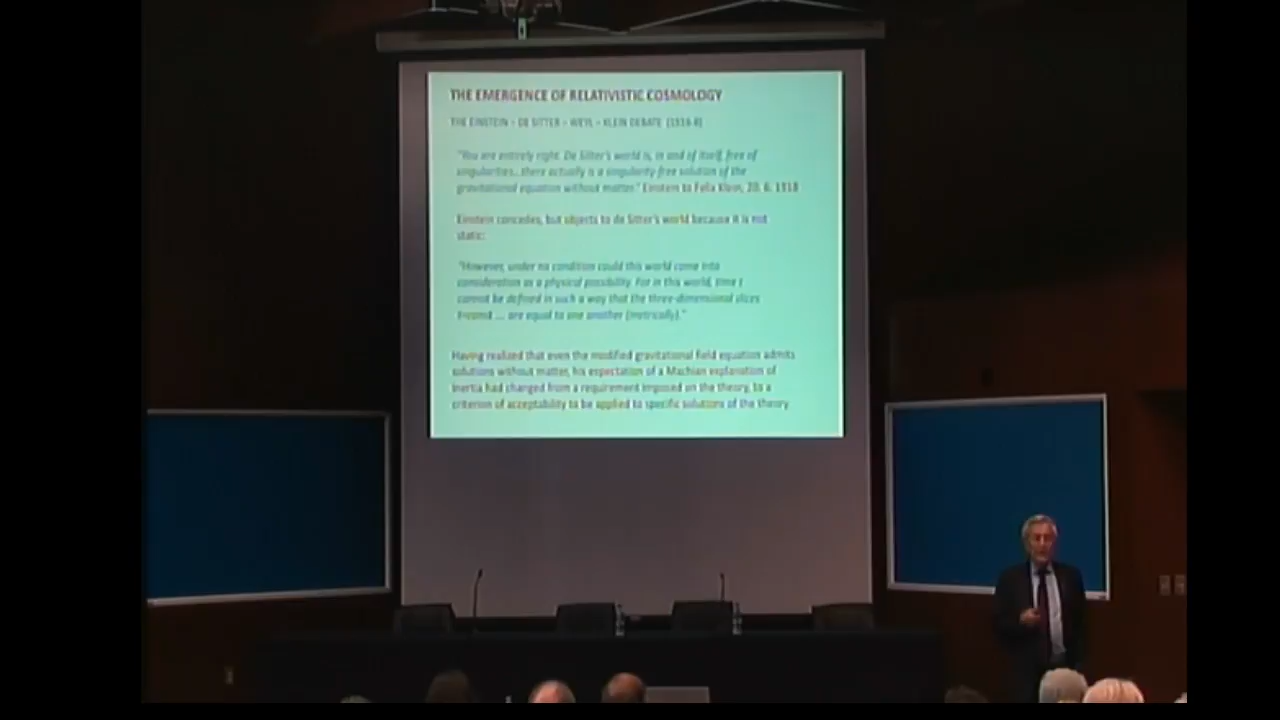 THE EMERGENCE OF RELATIVISTIC COSMOLOGY
THE EINSTEIN – DE SITTER – WEYL – KLEIN DEBATE (1916-8)
"You are entirely right. De Sitter's world is, in and of itself, free of
singularities...there actually is a singularity-free solution of the
gravitational equation without matter." Einstein to Felix Klein, 20. 6. 1918
Einstein concedes, but objects to de Sitter's world because it is not
static:
"However, under no condition could this world come into
consideration as a physical possibility. For in this world, time t
cannot be defined in such a way that the three-dimensional slices
t=const ... are equal to one another (metrically)."
Having realized that even the modified gravitational field equation admits
solutions without matter, his expectation of a Machian explanation of
inertia had changed from a requirement imposed on the theory, to a
criterion of acceptability to be applied to specific solutions of the theory